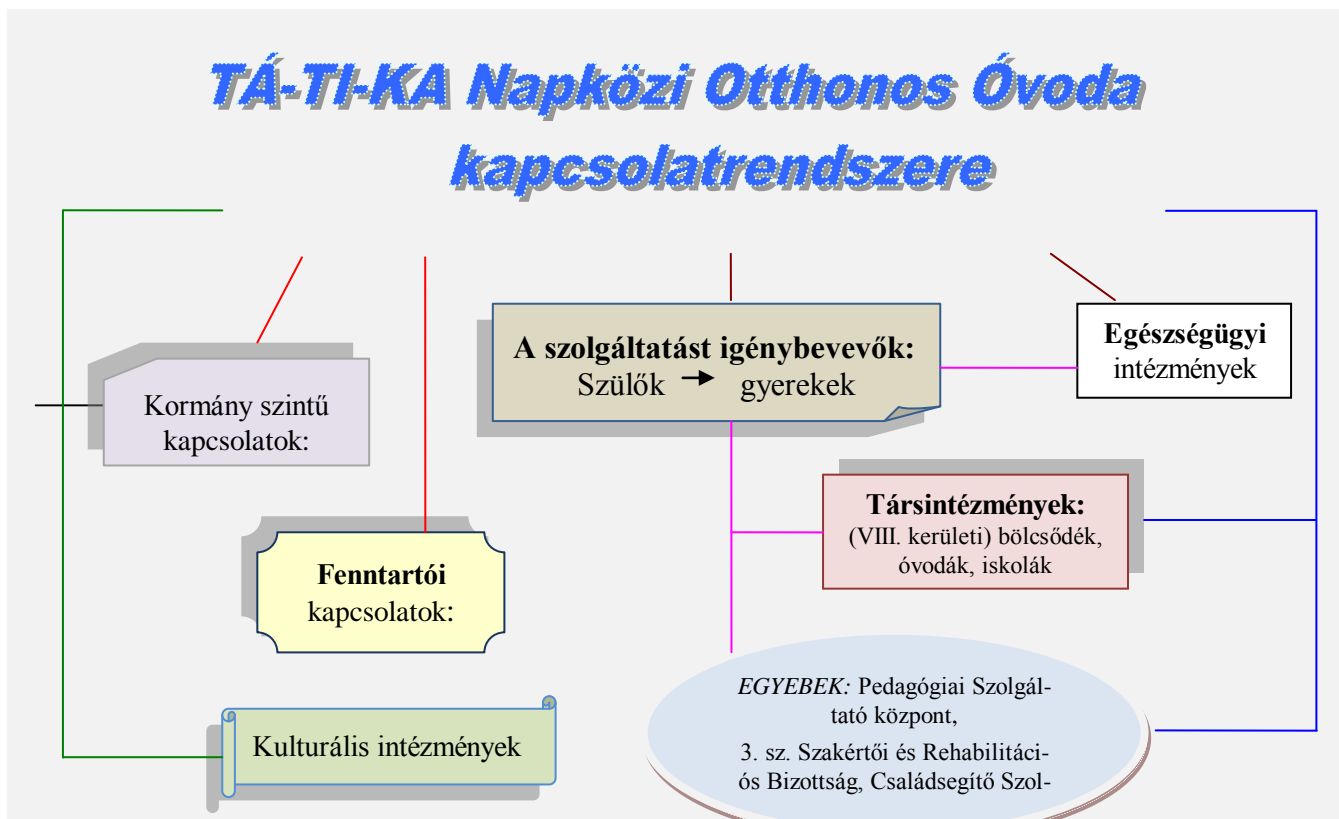 TÁ-TI-KA Napközi Otthonos Óvoda
kapcsolatrendszere
A szolgáltatást igénybevevők:
Szülők → gyerekek
Egészségügyi
intézmények
Kormány szintű
kapcsolatok:
Társintézmények:
(VIII. kerületi) bölcsődék,
óvodák, iskolák
Fenntartói
kapcsolatok:
EGYEBEK: Pedagógiai Szolgál-
tató központ,
3. sz. Szakértői és Rehabilitáci-
ós Bizottság, Családsegítő Szol-
Kulturális intézmények